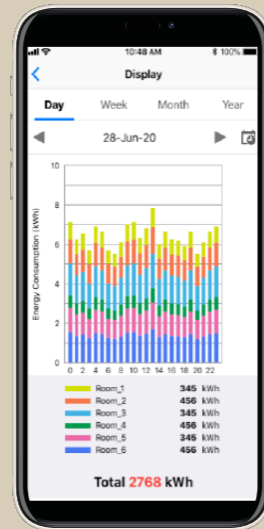 10:48 AM
100%
Display
Day Week Month Year
28-Jun-20
Energy Consumption (kWh)
10
8
6
4
2
0
0 2 4 6 8 10 12 14 16 18 20 22
Room_1 345 kWh
Room_2 456 kWh
Room_3 345 kWh
Room_4 456 kWh
Room_5 345 kWh
Room_6 456 kWh
Total 2768 kWh